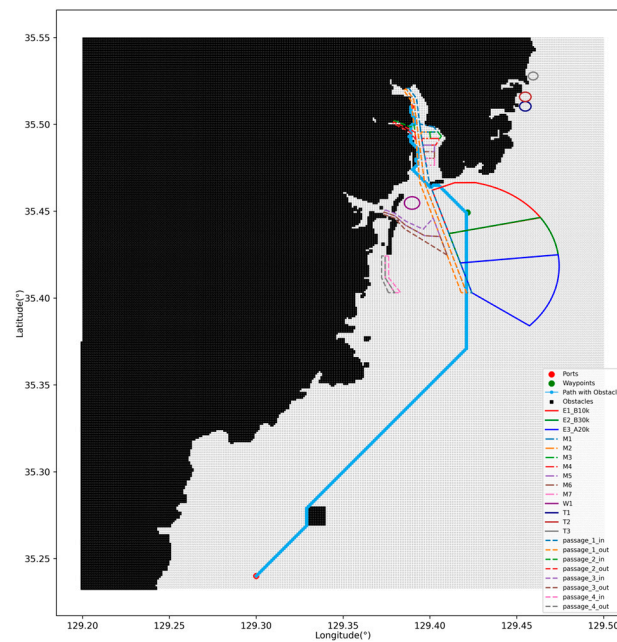 35.55
35.50
35.45
35.40
35.35
35.30
35.25
Latitude(°)
129.20
129.25
129.30
129.35
129.40
129.45
129.50
Longitude(°)
Ports
Waypoints
Path with Obstacl
Obstacles
E1_B10k
E2_B30k
E3_A20k
M1
M2
M3
M4
M5
M6
M7
W1
T1
T2
T3
passage_1_in
passage_1_out
passage_2_in
passage_2_out
passage_3_in
passage_3_out
passage_4_in
passage_4_out